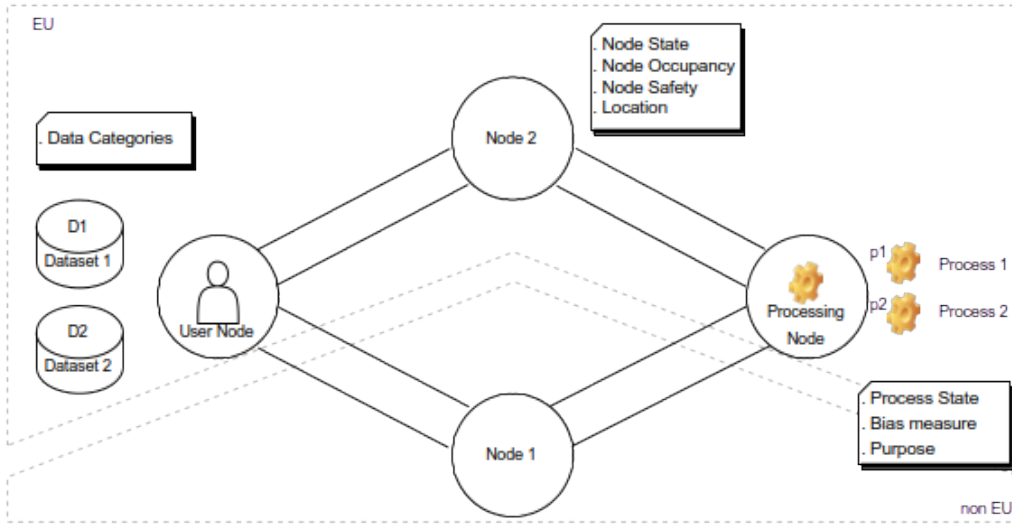 EU
. Node State
. Node Occupancy
. Node Safety
. Location
. Data Categories
Node 2
D1
Dataset 1
D2
Dataset 2
User Node
p1
Process 1
p2
Process 2
Processing
Node
. Process State
. Bias measure
. Purpose
Node 1
non EU